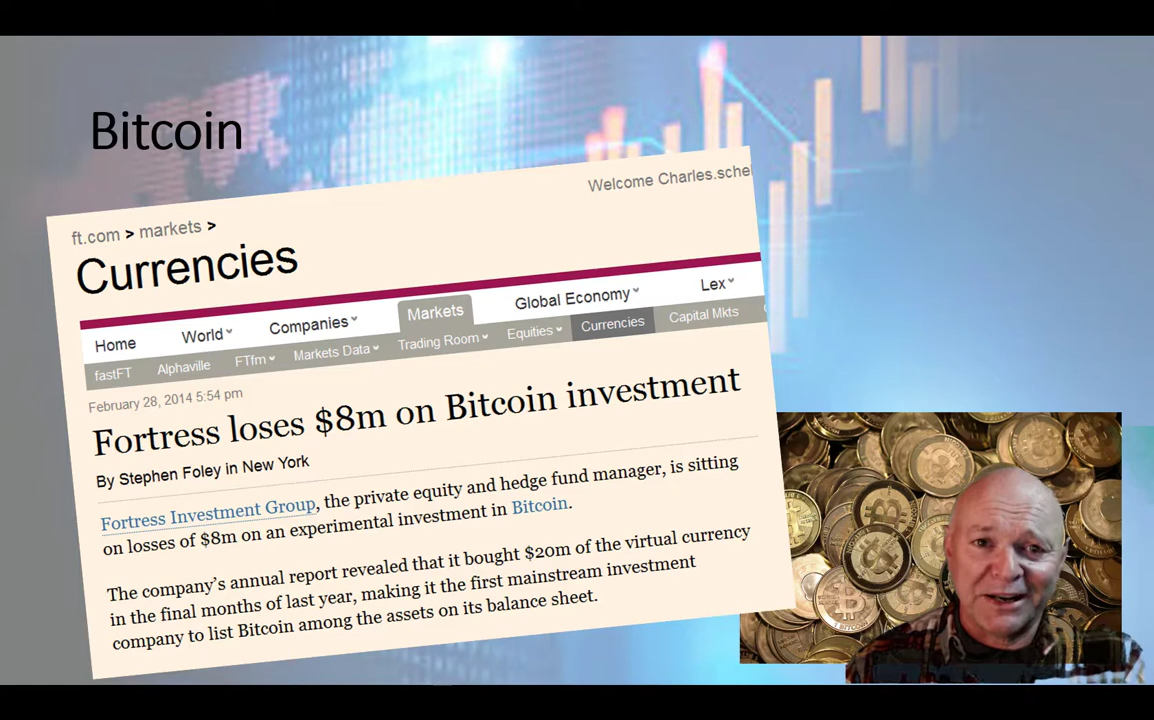 Bitcoin
Welcome Charles.sche
ft.com > markets >
Currencies
Home World Companies Markets Global Economy Lex
fastFT Alphaville FTfm Markets Data Trading Room Equities Currencies Capital Mkts
February 28, 2014 5:54 pm
Fortress loses $8m on Bitcoin investment
By Stephen Foley in New York
Fortress Investment Group, the private equity and hedge fund manager, is sitting
on losses of $8m on an experimental investment in Bitcoin.
The company's annual report revealed that it bought $20m of the virtual currency
in the final months of last year, making it the first mainstream investment
company to list Bitcoin among the assets on its balance sheet.